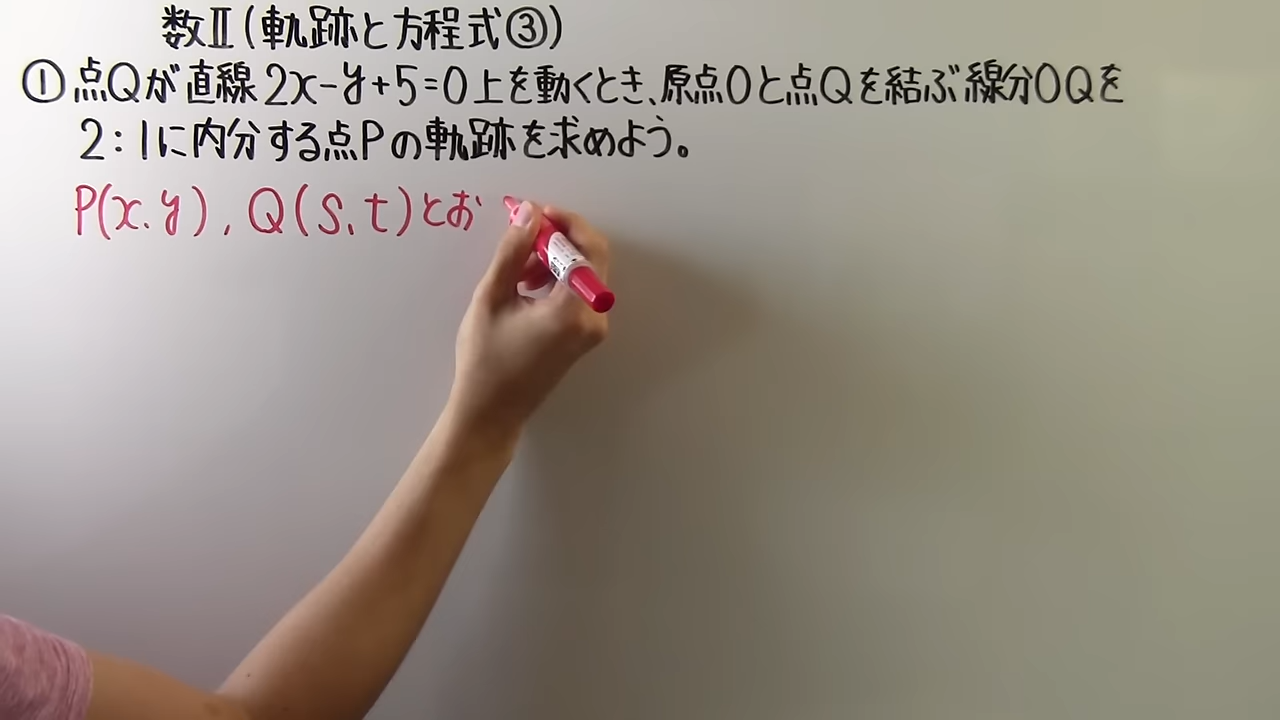 数Ⅱ(軌跡と方程式③)
①点Qが直線2x-y+5=0上を動くとき、原点Oと点Qを結ぶ線分OQを
2:1に内分する点Pの軌跡を求めよう。
P(x,y), Q(s,t)とお